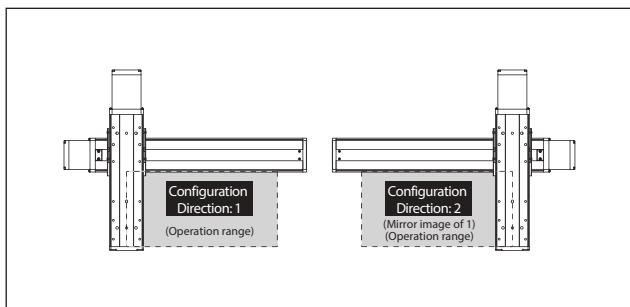 Configuration
Direction: 1
(Operation range)
Configuration
Direction: 2
(Mirror image of 1)
(Operation range)